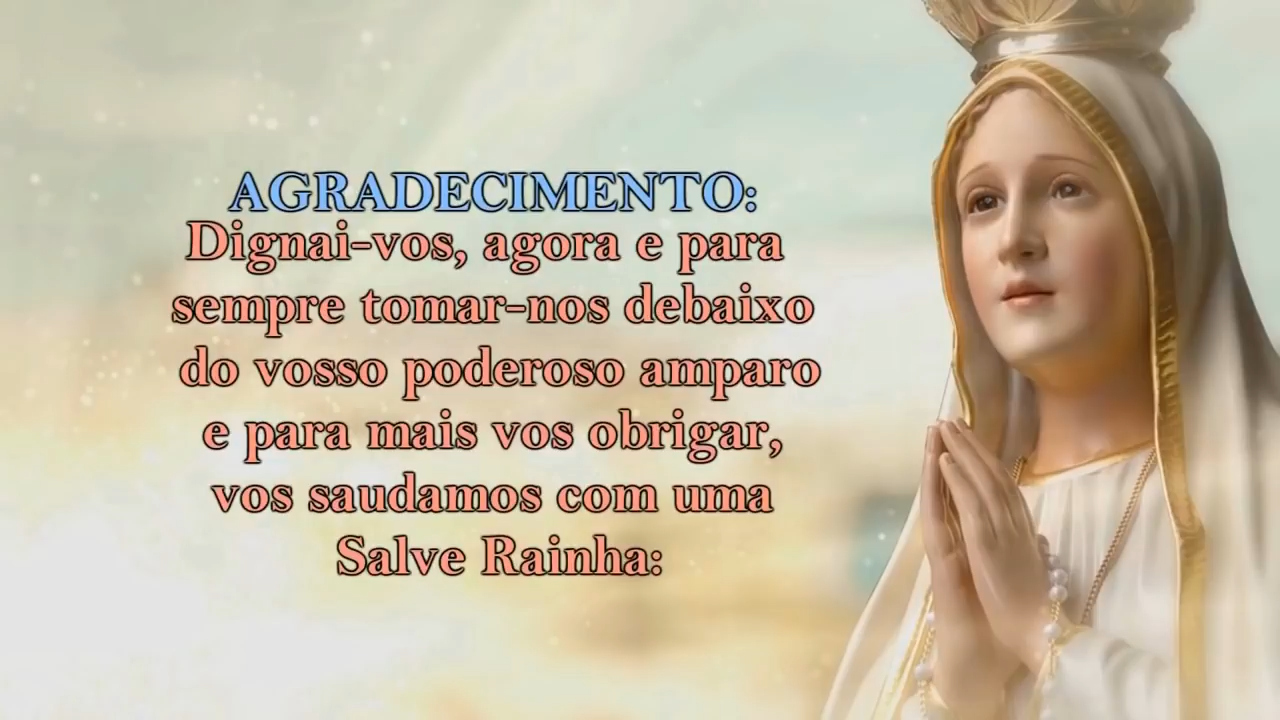 AGRADECIMENTO:
Dignai-vos, agora e para
sempre tomar-nos debaixo
do vosso poderoso amparo
e para mais vos obrigar,
vos saudamos com uma
Salve Rainha: